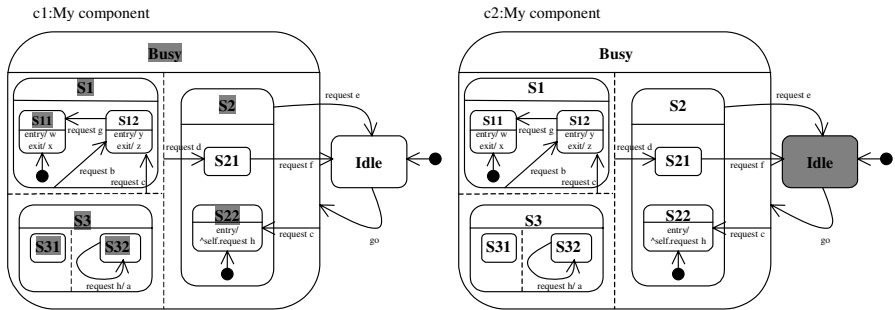 c1:My component
Busy
S1
S11
entry/ w
exit/ x
request g
S12
entry/ y
exit/ z
request b
request c
S3
S31
S32
request h/ a
request d
S2
S21
S22
entry/
^self.request h
request e
request f
request c
Idle
go
c2:My component
Busy
S1
S11
entry/ w
exit/ x
request g
S12
entry/ y
exit/ z
request b
request c
S3
S31
S32
request h/ a
request d
S2
S21
S22
entry/
^self.request h
request e
request f
request c
Idle
go